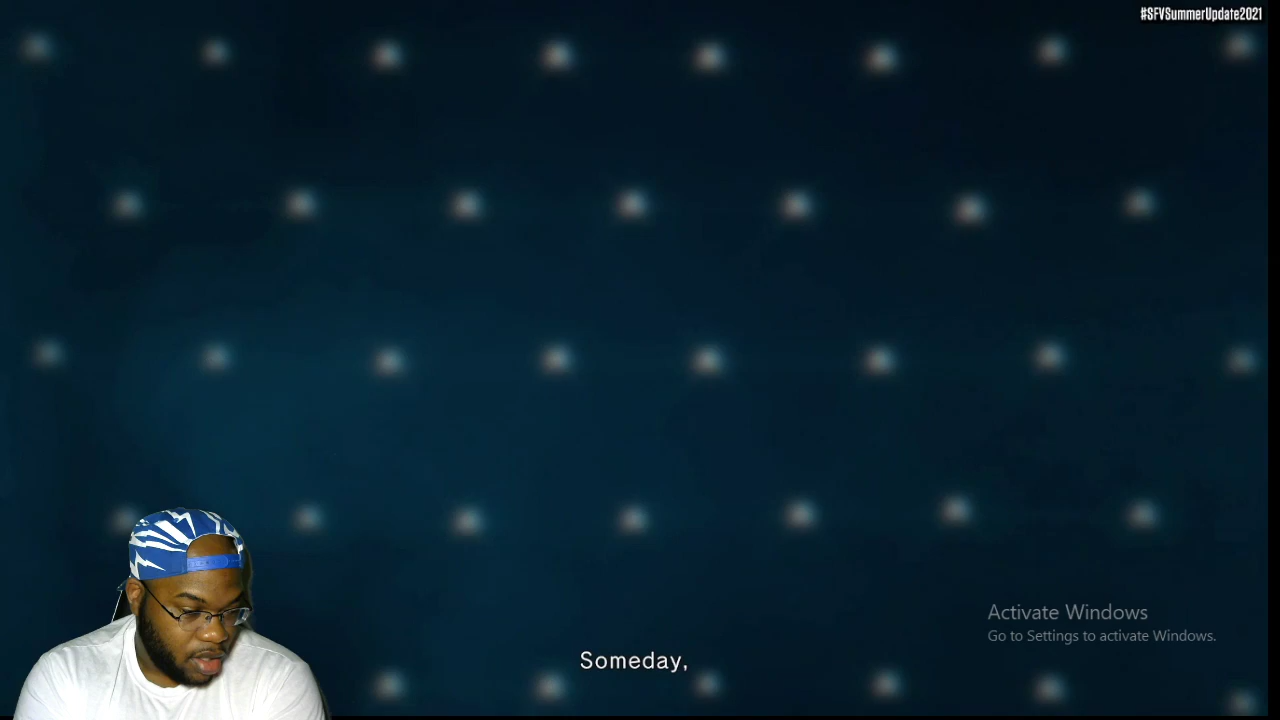 #SFVSummerUpdate2021
Activate Windows
Go to Settings to activate Windows.
Someday,